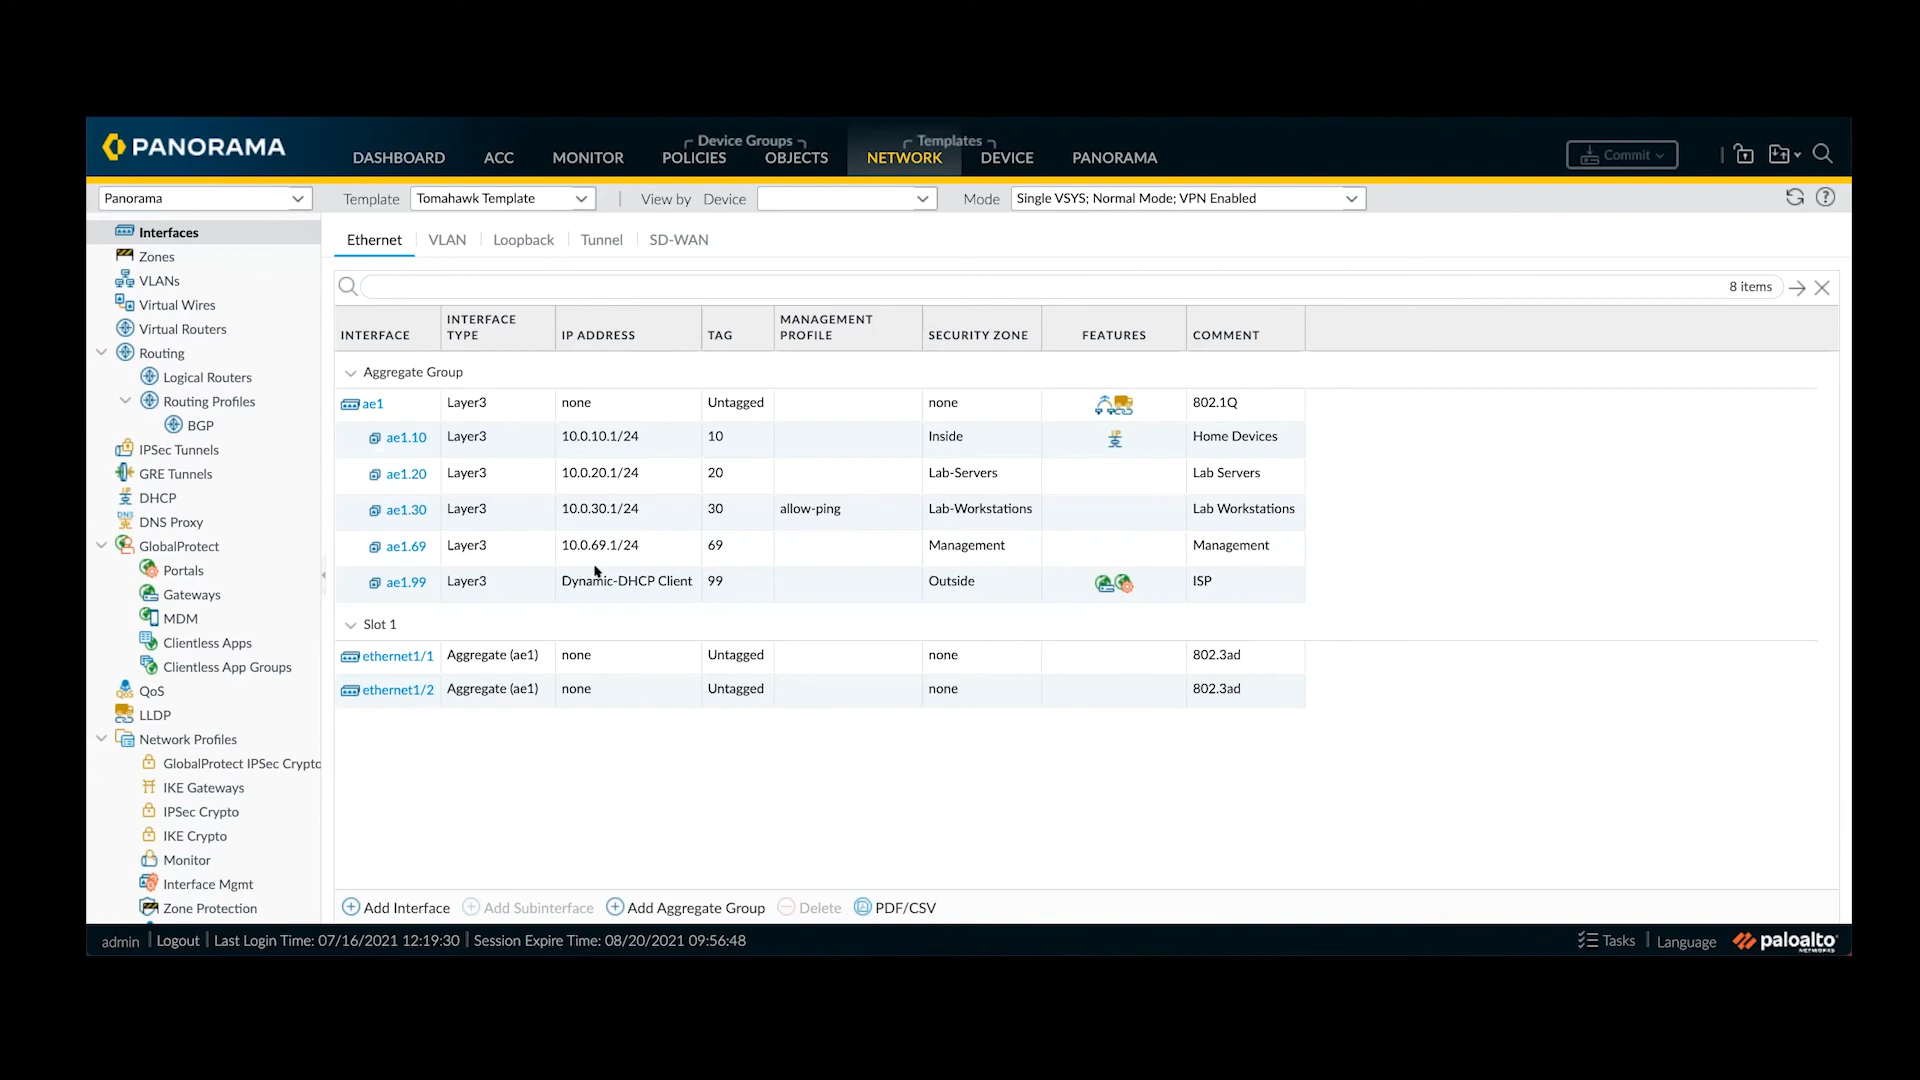 PANORAMA
Device Groups
Templates
DASHBOARD ACC MONITOR POLICIES OBJECTS NETWORK DEVICE PANORAMA
Commit
Panorama Template Tomahawk Template View by Device Mode Single VSYS; Normal Mode; VPN Enabled
Interfaces
Zones
VLANs
Virtual Wires
Virtual Routers
Routing
Logical Routers
Routing Profiles
BGP
IPSec Tunnels
GRE Tunnels
DHCP
DNS Proxy
GlobalProtect
Portals
Gateways
MDM
Clientless Apps
Clientless App Groups
QoS
LLDP
Network Profiles
GlobalProtect IPSec Crypto
IKE Gateways
IPSec Crypto
IKE Crypto
Monitor
Interface Mgmt
Zone Protection
Ethernet VLAN Loopback Tunnel SD-WAN
8 items
INTERFACE INTERFACE TYPE IP ADDRESS TAG MANAGEMENT PROFILE SECURITY ZONE FEATURES COMMENT
Aggregate Group
ae1 Layer3 none Untagged none 802.1Q
ae1.10 Layer3 10.0.10.1/24 10 Inside Home Devices
ae1.20 Layer3 10.0.20.1/24 20 Lab-Servers Lab Servers
ae1.30 Layer3 10.0.30.1/24 30 allow-ping Lab-Workstations Lab Workstations
ae1.69 Layer3 10.0.69.1/24 69 Management Management
ae1.99 Layer3 Dynamic-DHCP Client 99 Outside ISP
Slot 1
ethernet1/1 Aggregate (ae1) none Untagged none 802.3ad
ethernet1/2 Aggregate (ae1) none Untagged none 802.3ad
Add Interface Add Subinterface Add Aggregate Group Delete PDF/CSV
admin Logout Last Login Time: 07/16/2021 12:19:30 Session Expire Time: 08/20/2021 09:56:48 Tasks Language paloalto
NETWORKS